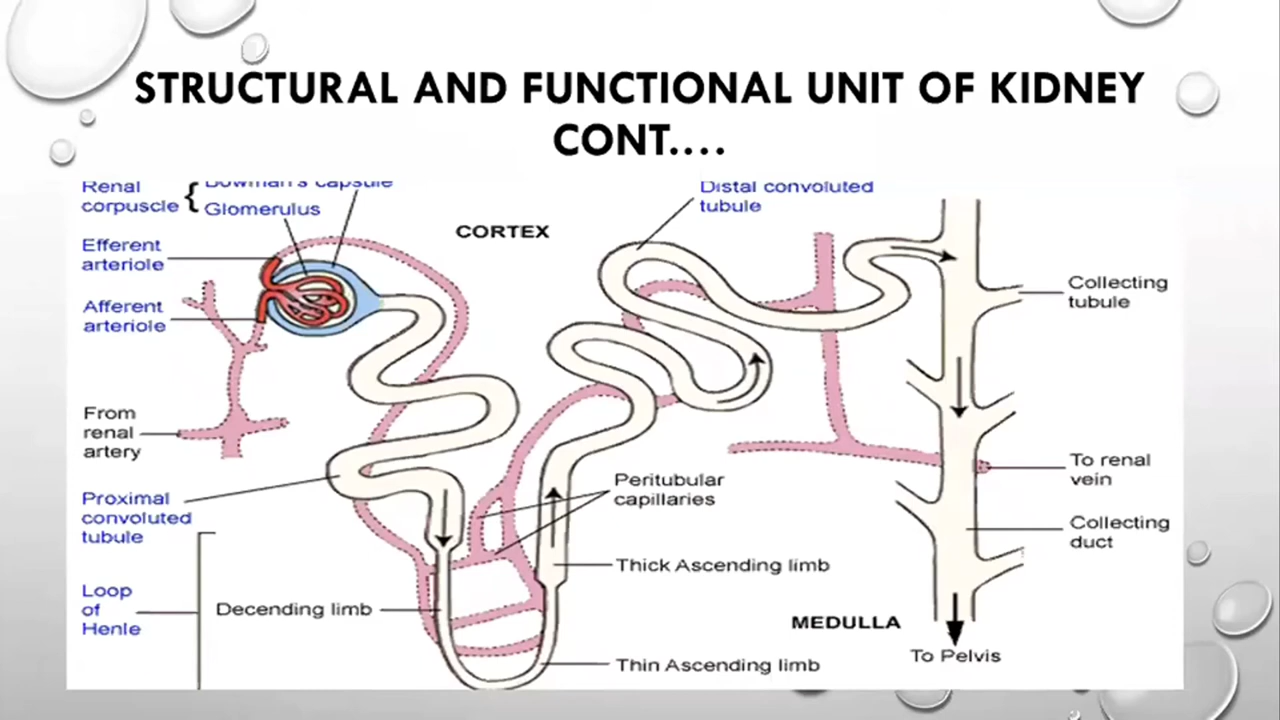 STRUCTURAL AND FUNCTIONAL UNIT OF KIDNEY
CONT....
Renal
corpuscle {
Bowman's capsule
Glomerulus
Efferent
arteriole
Afferent
arteriole
From
renal
artery
Proximal
convoluted
tubule
Loop
of
Henle
Decending limb
CORTEX
Distal convoluted
tubule
Peritubular
capillaries
Thick Ascending limb
Thin Ascending limb
MEDULLA
Collecting
tubule
To renal
vein
Collecting
duct
To Pelvis